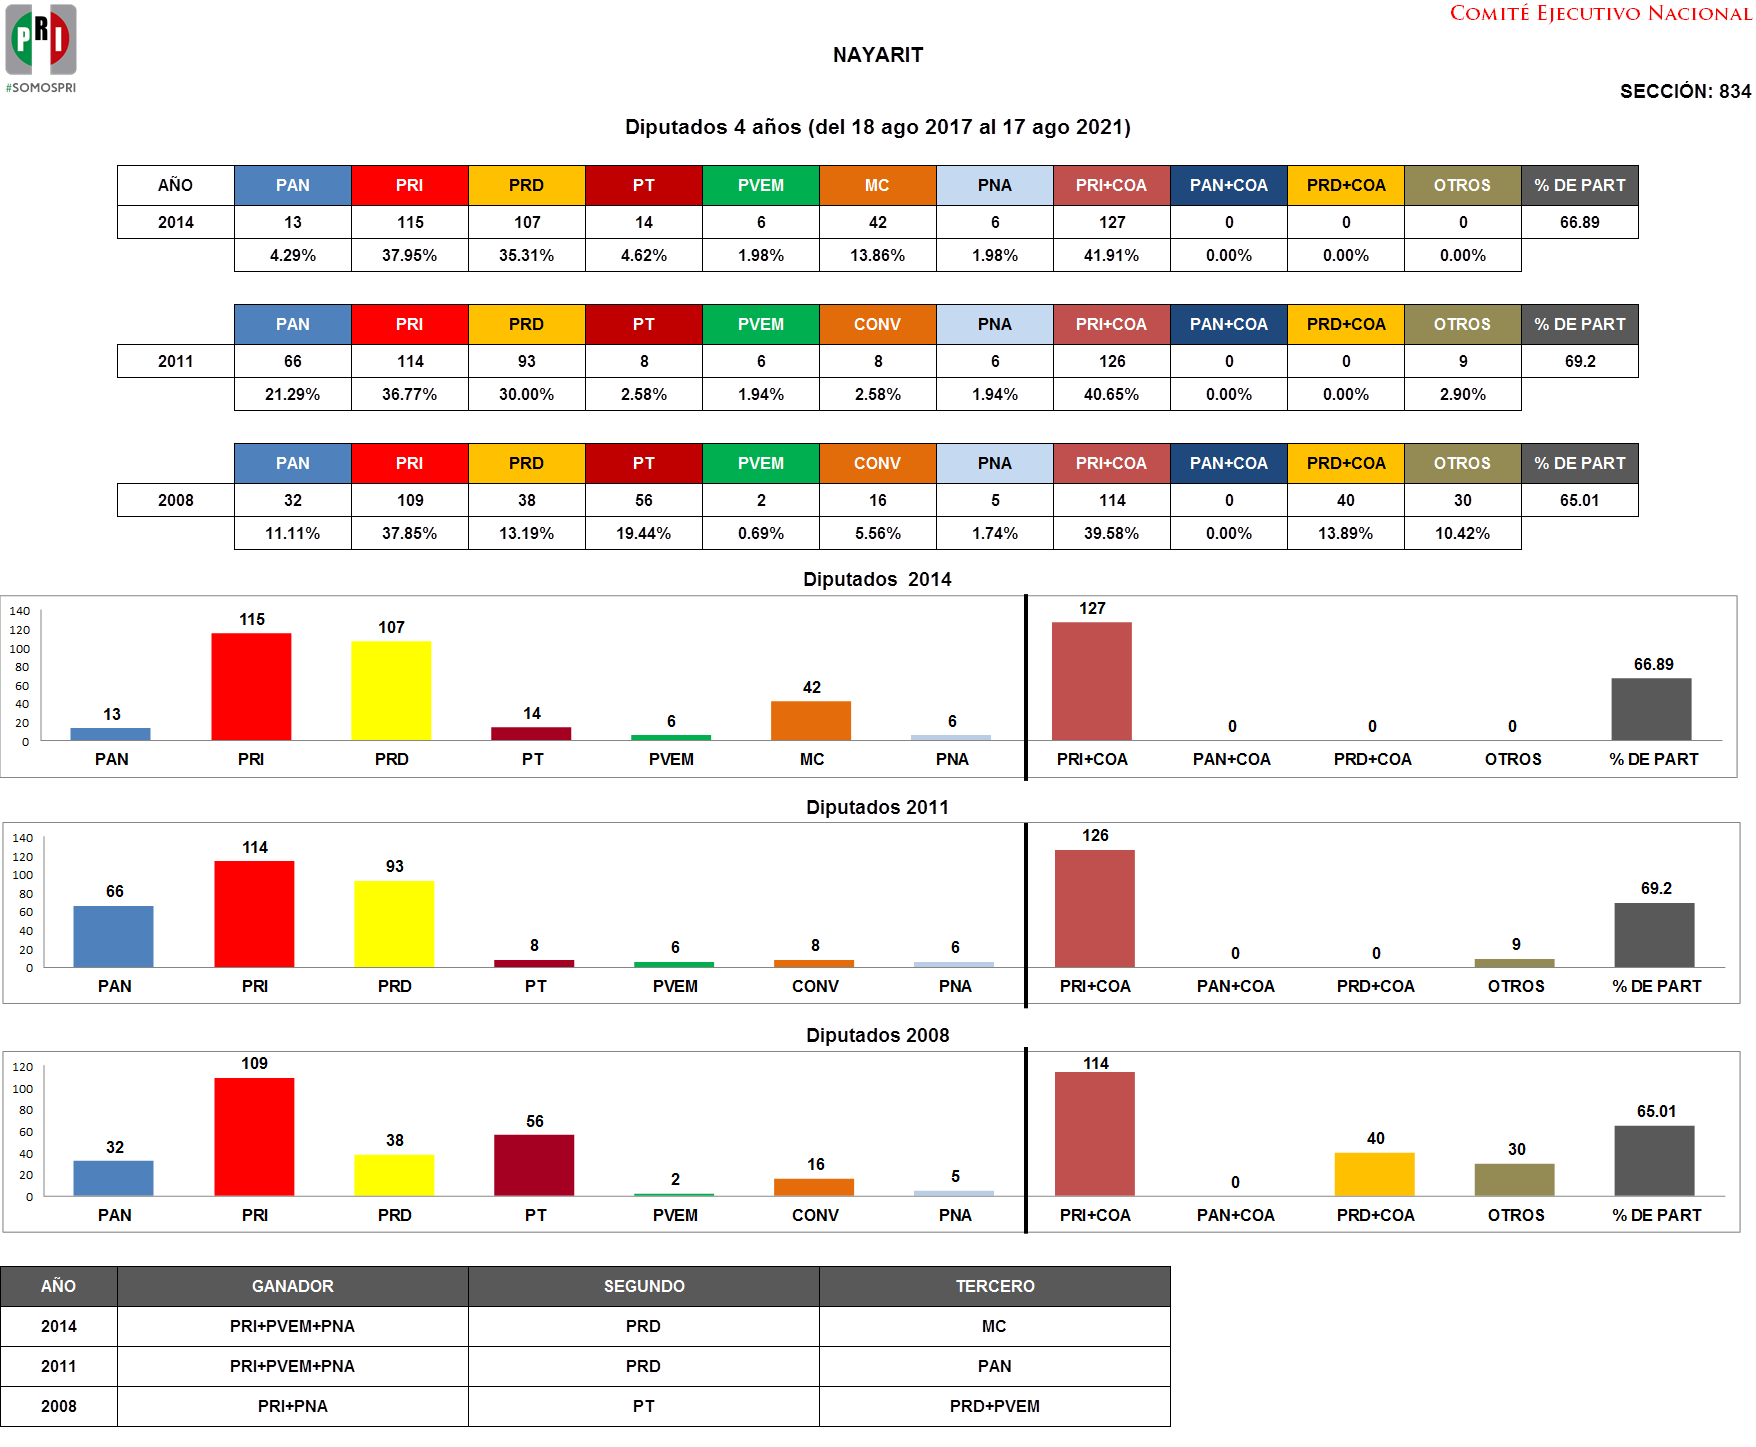 PRI
#SOMOSPRI
COMITÉ EJECUTIVO NACIONAL
NAYARIT
SECCIÓN: 834
Diputados 4 años (del 18 ago 2017 al 17 ago 2021)
AÑO PAN PRI PRD PT PVEM MC PNA PRI+COA PAN+COA PRD+COA OTROS % DE PART
2014 13 115 107 14 6 42 6 127 0 0 0 66.89
4.29% 37.95% 35.31% 4.62% 1.98% 13.86% 1.98% 41.91% 0.00% 0.00% 0.00%
PAN PRI PRD PT PVEM CONV PNA PRI+COA PAN+COA PRD+COA OTROS % DE PART
2011 66 114 93 8 6 8 6 126 0 0 9 69.2
21.29% 36.77% 30.00% 2.58% 1.94% 2.58% 1.94% 40.65% 0.00% 0.00% 2.90%
PAN PRI PRD PT PVEM CONV PNA PRI+COA PAN+COA PRD+COA OTROS % DE PART
2008 32 109 38 56 2 16 5 114 0 40 30 65.01
11.11% 37.85% 13.19% 19.44% 0.69% 5.56% 1.74% 39.58% 0.00% 13.89% 10.42%
Diputados 2014
140
120
100
80
60
40
20
0
13 115 107 14 6 42 6 127 0 0 0 66.89
PAN PRI PRD PT PVEM MC PNA PRI+COA PAN+COA PRD+COA OTROS % DE PART
Diputados 2011
140
120
100
80
60
40
20
0
66 114 93 8 6 8 6 126 0 0 9 69.2
PAN PRI PRD PT PVEM CONV PNA PRI+COA PAN+COA PRD+COA OTROS % DE PART
Diputados 2008
120
100
80
60
40
20
0
32 109 38 56 2 16 5 114 0 40 30 65.01
PAN PRI PRD PT PVEM CONV PNA PRI+COA PAN+COA PRD+COA OTROS % DE PART
AÑO GANADOR SEGUNDO TERCERO
2014 PRI+PVEM+PNA PRD MC
2011 PRI+PVEM+PNA PRD PAN
2008 PRI+PNA PT PRD+PVEM